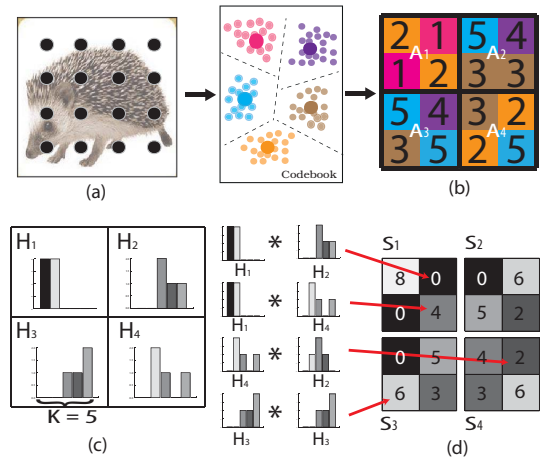 2 1 5 4
A1 A2
1 2 3 3
5 4 3 2
A3 A4
3 5 2 5
Codebook
(a) (b)
H1 H2
H3 H4
K = 5
(c)
*
H1 H2
*
H1 H4
*
H4 H2
*
H3 H3
S1 S2
8 0 0 6
0 4 5 2
0 5 4 2
6 3 3 6
S3 S4
(d)